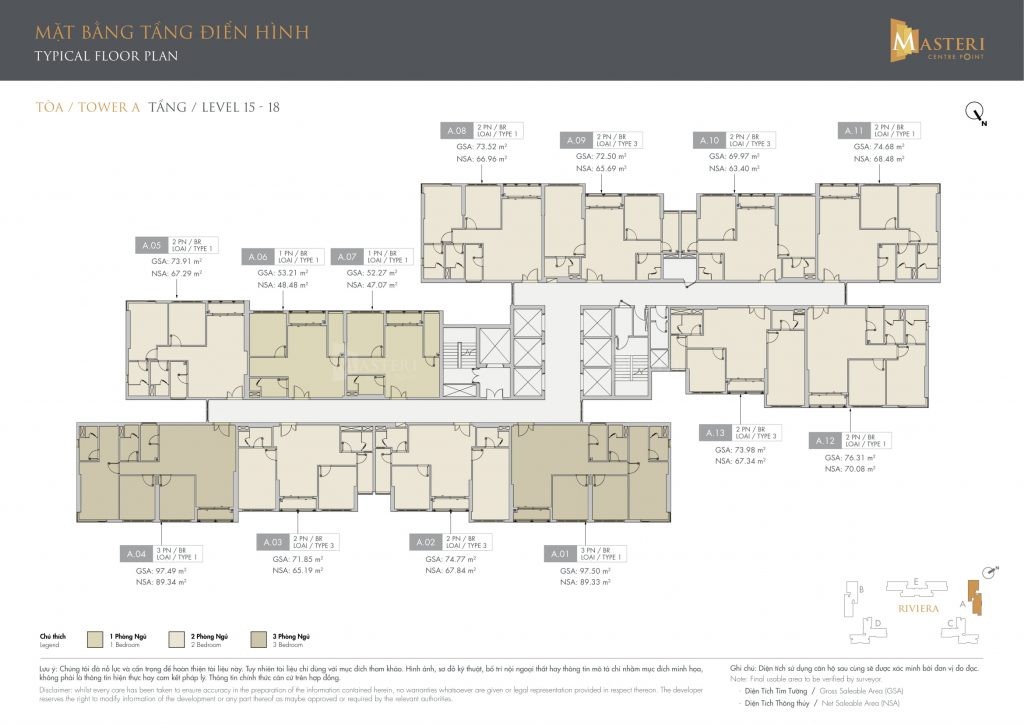 MẶT BẰNG TẦNG ĐIỂN HÌNH
TYPICAL FLOOR PLAN
MASTERI
CENTRE POINT
TÒA / TOWER A TẦNG / LEVEL 15 - 18
N
A.08
2 PN / BR
LOẠI / TYPE 1
GSA: 73.52 m²
NSA: 66.96 m²
A.09
2 PN / BR
LOẠI / TYPE 3
GSA: 72.50 m²
NSA: 65.69 m²
A.10
2 PN / BR
LOẠI / TYPE 3
GSA: 69.97 m²
NSA: 63.40 m²
A.11
2 PN / BR
LOẠI / TYPE 1
GSA: 74.68 m²
NSA: 68.48 m²
A.05
2 PN / BR
LOẠI / TYPE 1
GSA: 73.91 m²
NSA: 67.29 m²
A.06
1 PN / BR
LOẠI / TYPE 1
GSA: 53.21 m²
NSA: 48.48 m²
A.07
1 PN / BR
LOẠI / TYPE 1
GSA: 52.27 m²
NSA: 47.07 m²
MASTERI
A.13
2 PN / BR
LOẠI / TYPE 3
GSA: 73.98 m²
NSA: 67.34 m²
A.12
2 PN / BR
LOẠI / TYPE 1
GSA: 76.31 m²
NSA: 70.08 m²
A.04
3 PN / BR
LOẠI / TYPE 1
GSA: 97.49 m²
NSA: 89.34 m²
A.03
2 PN / BR
LOẠI / TYPE 3
GSA: 71.85 m²
NSA: 65.19 m²
A.02
2 PN / BR
LOẠI / TYPE 3
GSA: 74.77 m²
NSA: 67.84 m²
A.01
3 PN / BR
LOẠI / TYPE 1
GSA: 97.50 m²
NSA: 89.33 m²
N
B
E
A
RIVIERA
D
C
Chú thích
Legend
1 Phòng Ngủ
1 Bedroom
2 Phòng Ngủ
2 Bedroom
3 Phòng Ngủ
3 Bedroom
Lưu ý: Chúng tôi đã nỗ lực và cẩn trọng để hoàn thiện tài liệu này. Tuy nhiên tài liệu chỉ dùng với mục đích tham khảo. Hình ảnh, sơ đồ kỹ thuật, bố trí nội ngoại thất hay thông tin mô tả chỉ nhằm mục đích minh họa,
không phải là thông tin hiện thực hay cam kết pháp lý. Thông tin chính thức căn cứ trên hợp đồng.
Disclaimer: whilst every care has been taken to ensure accuracy in the preparation of the information contained herein, no warranties whatsoever are given or legal representation provided in respect thereon. The developer
reserves the right to modify information of the development or any part thereof as maybe approved or required by the relevant authorities.
Ghi chú: Diện tích sử dụng căn hộ sau cùng sẽ được xác minh bởi đơn vị đo đạc.
Note: Final usable area to be verified by surveyor.
· Diện Tích Tim Tường / Gross Saleable Area (GSA)
· Diện Tích Thông thủy / Net Saleable Area (NSA)